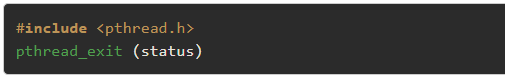 #include <pthread.h>
pthread_exit (status)